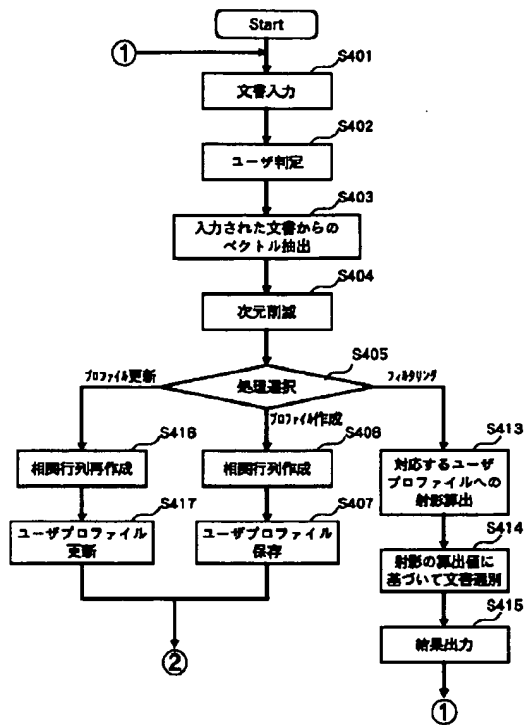 Start
①
S401
文書入力
S402
ユーザ判定
S403
入力された文書からの
ベクトル抽出
S404
次元削減
S405
処理選択
プロファイル更新
プロファイル作成
フィルタリング
S416
相関行列再作成
S417
ユーザプロファイル
更新
S406
相関行列作成
S407
ユーザプロファイル
保存
②
S413
対応するユーザ
プロファイルへの
射影算出
S414
射影の算出値に
基づいて文書選別
S415
結果出力
①